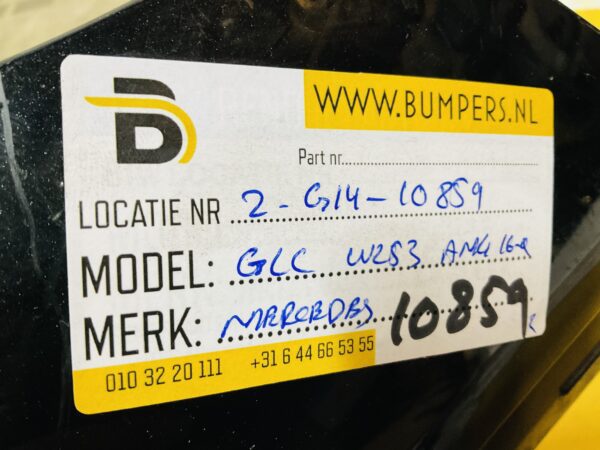 B
WWW.BUMPERS.NL
Part nr.
LOCATIE NR 2-G14-10859
MODEL: GLC W253 AMG
MERK: MERCEDES 10859
010 32 20 111 +31 6 44 66 53 55